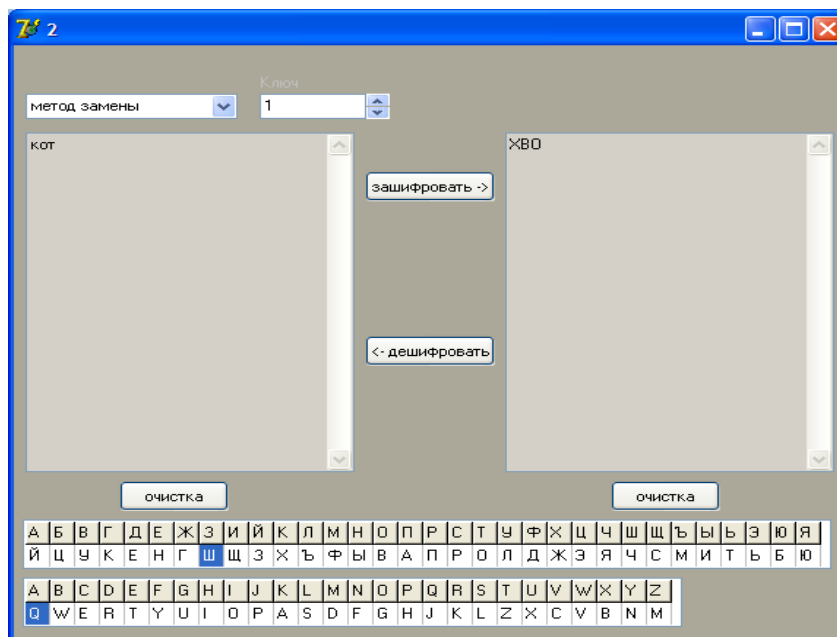 2
Ключ
метод замены 1
кот ХВО
зашифровать ->
<- дешифровать
очистка очистка
А Б В Г Д Е Ж З И Й К Л М Н О П Р С Т У Ф Х Ц Ч Ш Щ Ъ Ы Ь Э Ю Я
Й Ц У К Е Н Г Ш Щ З Х Ъ Ф Ы В А П Р О Л Д Ж Э Я Ч С М И Т Ь Б Ю
A B C D E F G H I J K L M N O P Q R S T U V W X Y Z
Q W E R T Y U I O P A S D F G H J K L Z X C V B N M